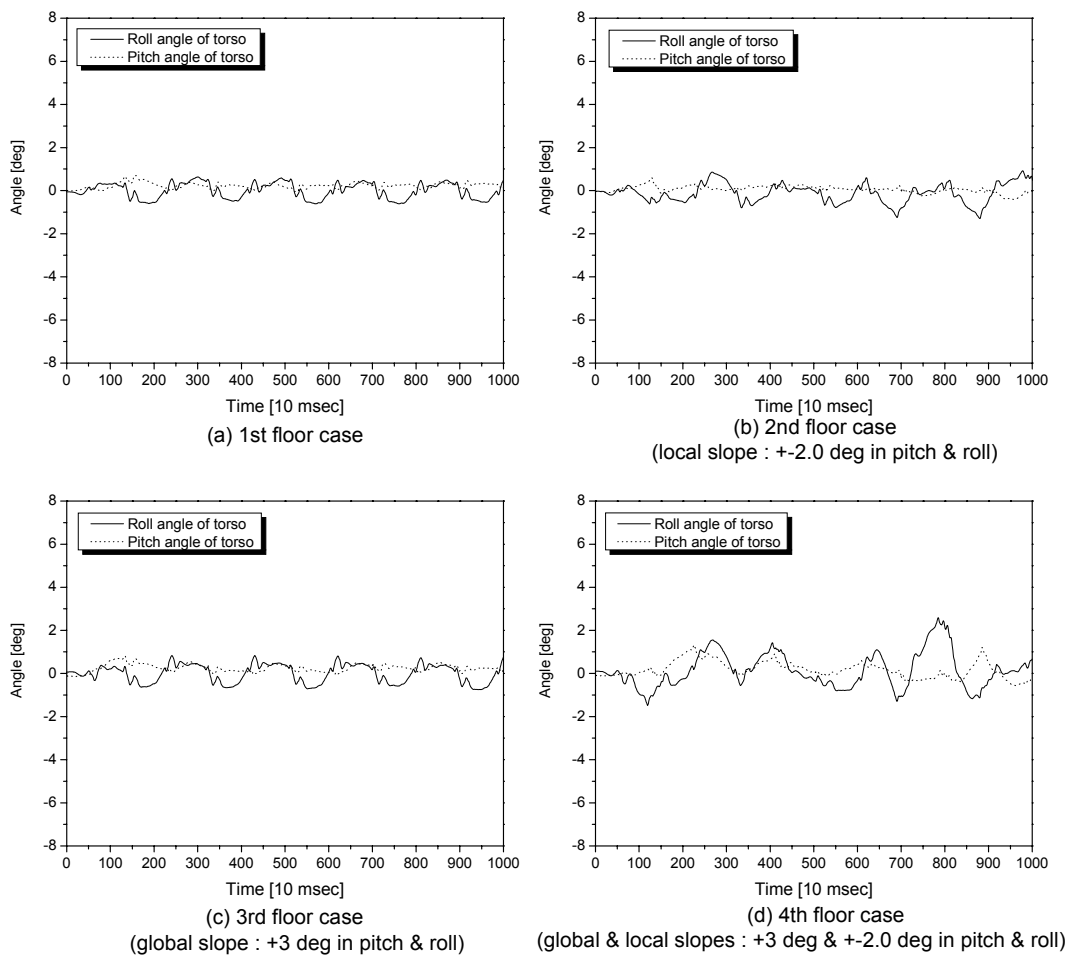 8
6
4
2
0
-2
-4
-6
-8
Angle [deg]
Roll angle of torso
Pitch angle of torso
0 100 200 300 400 500 600 700 800 900 1000
Time [10 msec]
(a) 1st floor case
8
6
4
2
0
-2
-4
-6
-8
Angle [deg]
Roll angle of torso
Pitch angle of torso
0 100 200 300 400 500 600 700 800 900 1000
Time [10 msec]
(b) 2nd floor case
(local slope : +-2.0 deg in pitch & roll)
8
6
4
2
0
-2
-4
-6
-8
Angle [deg]
Roll angle of torso
Pitch angle of torso
0 100 200 300 400 500 600 700 800 900 1000
Time [10 msec]
(c) 3rd floor case
(global slope : +3 deg in pitch & roll)
8
6
4
2
0
-2
-4
-6
-8
Angle [deg]
Roll angle of torso
Pitch angle of torso
0 100 200 300 400 500 600 700 800 900 1000
Time [10 msec]
(d) 4th floor case
(global & local slopes : +3 deg & +-2.0 deg in pitch & roll)